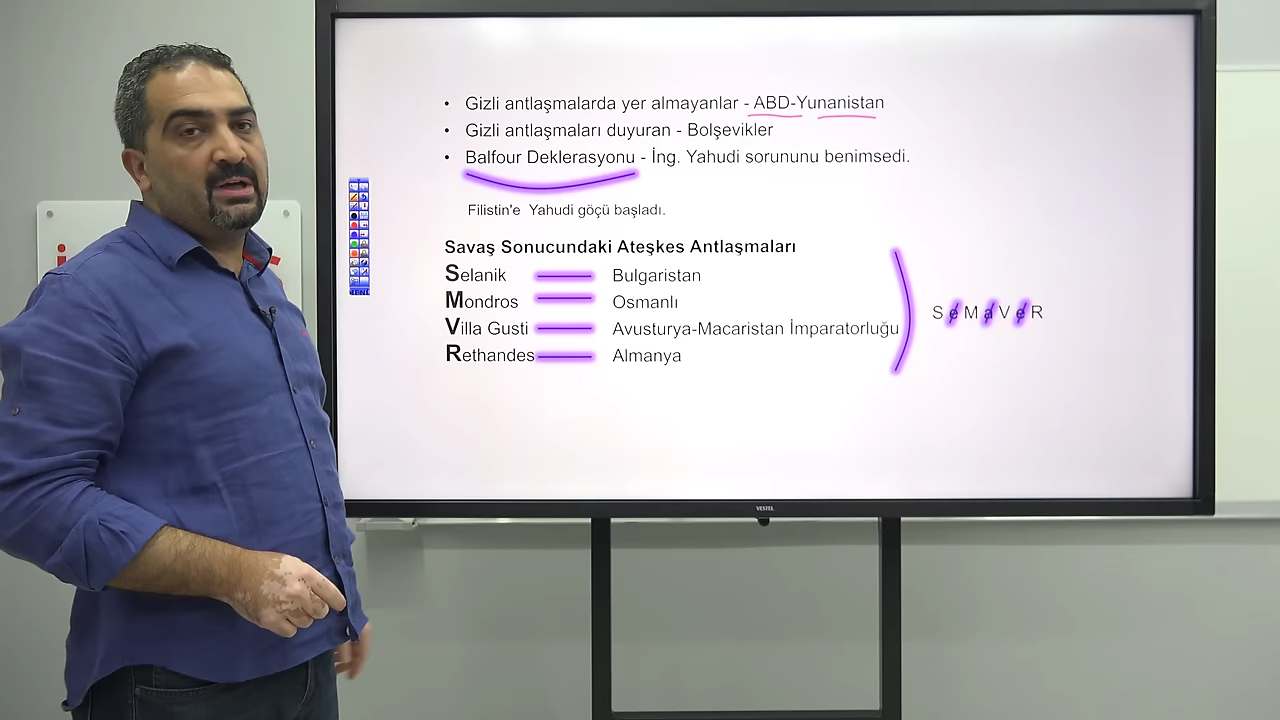 • Gizli antlaşmalarda yer almayanlar - ABD-Yunanistan
• Gizli antlaşmaları duyuran - Bolşevikler
• Balfour Deklerasyonu - İng. Yahudi sorununu benimsedi.
Filistin'e Yahudi göçü başladı.
Savaş Sonucundaki Ateşkes Antlaşmaları
Selanik Bulgaristan
Mondros Osmanlı
Villa Gusti Avusturya-Macaristan İmparatorluğu
Rethandes Almanya
S e M a V e R
MENU
VESTEL